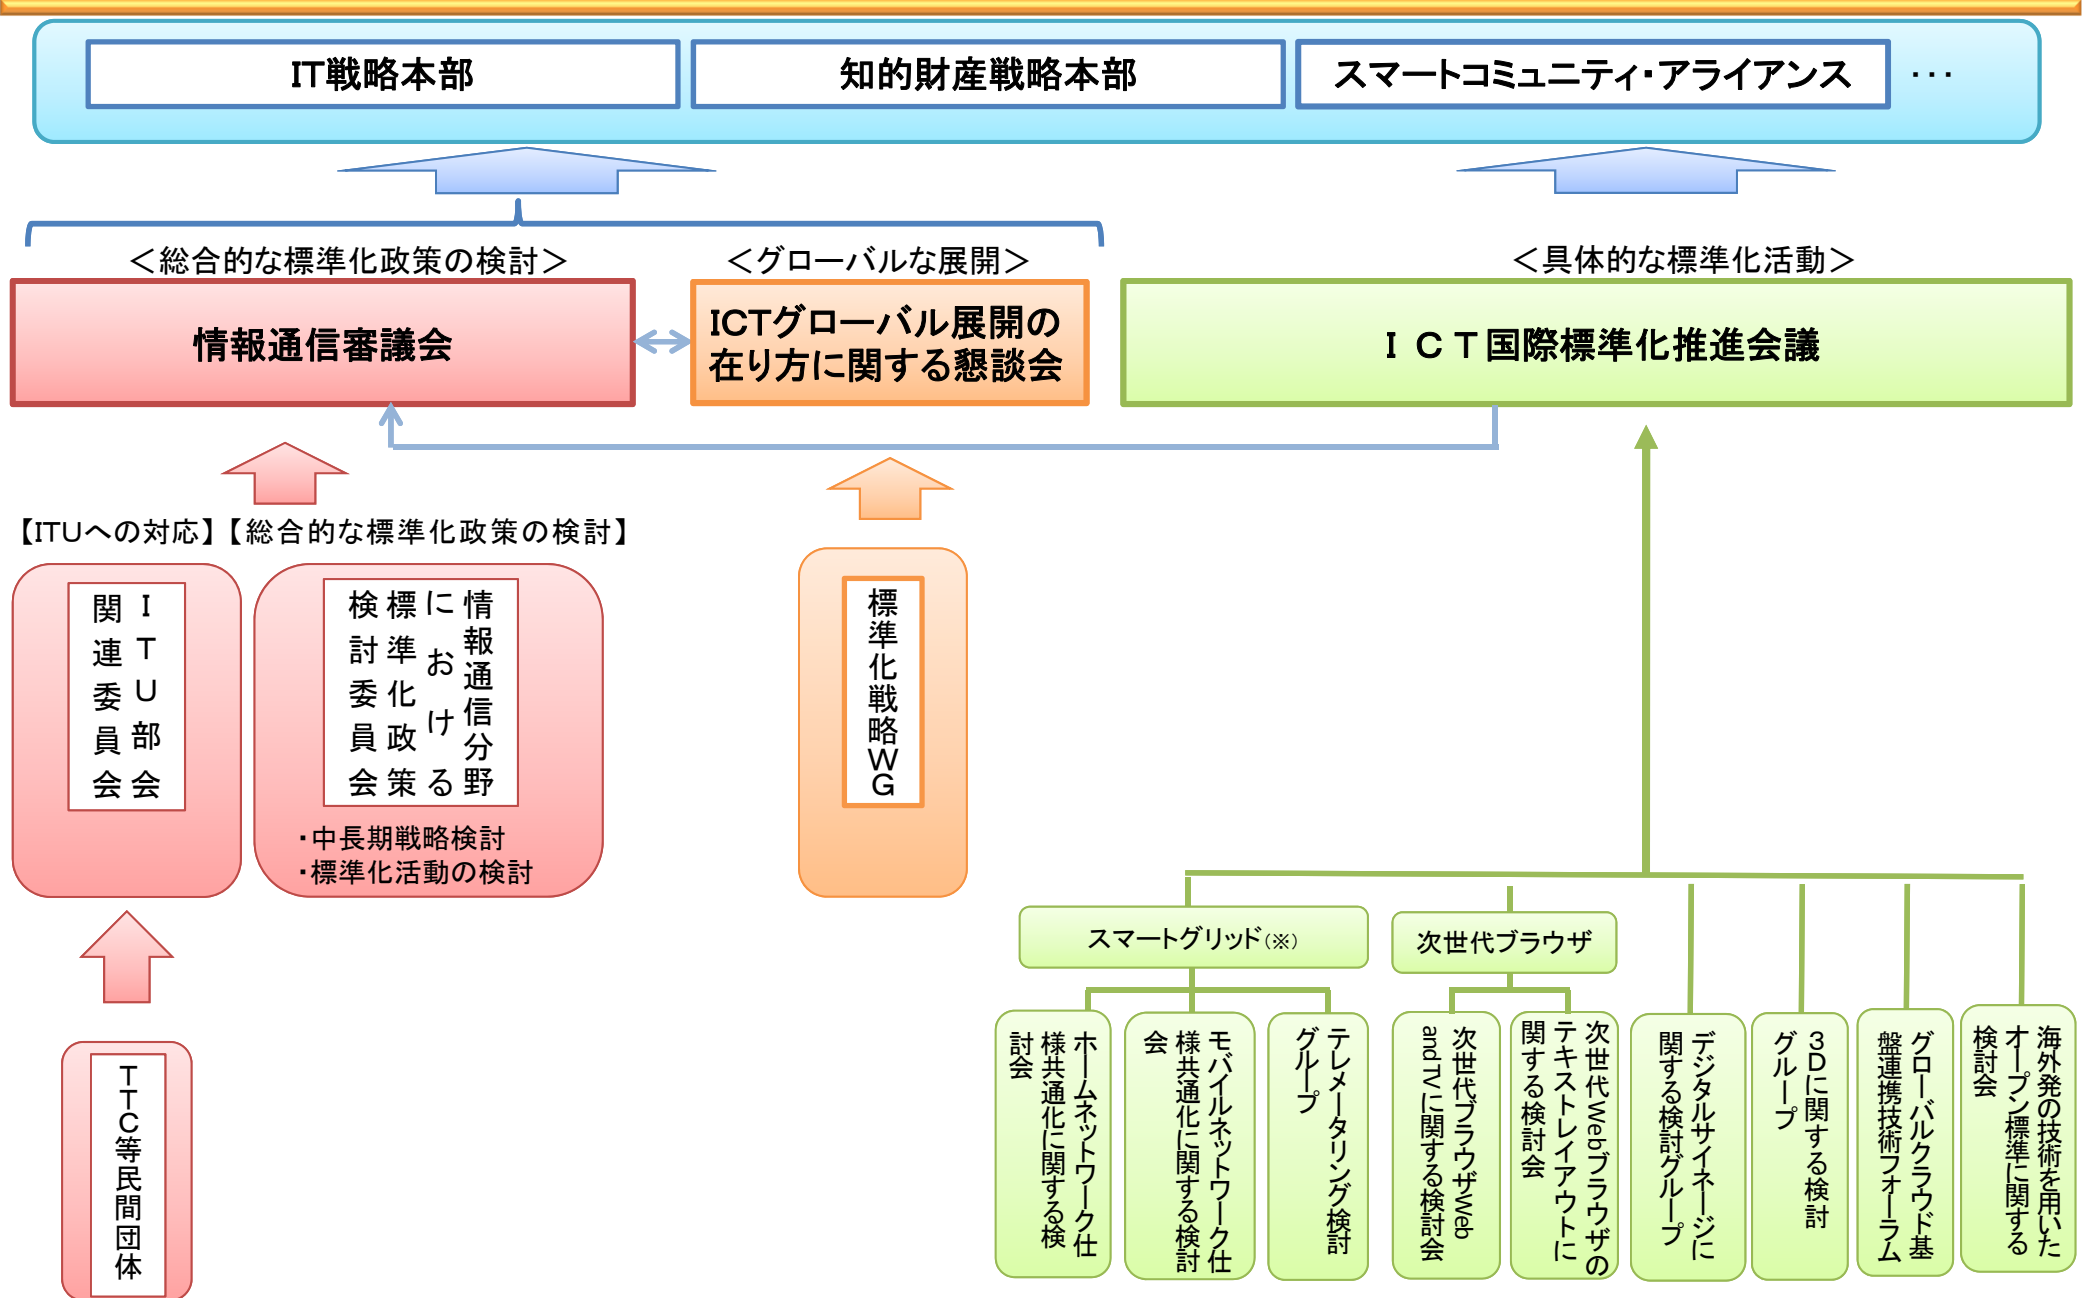 IT戦略本部
知的財産戦略本部
スマートコミュニティ・アライアンス
・・・
＜総合的な標準化政策の検討＞
＜グローバルな展開＞
＜具体的な標準化活動＞
情報通信審議会
ICTグローバル展開の
在り方に関する懇談会
ＩＣＴ国際標準化推進会議
【ITUへの対応】
【総合的な標準化政策の検討】
ＩＴＵ部会
関連委員会
情報通信分野
における
標準化政策
検討委員会
・中長期戦略検討
・標準化活動の検討
標準化戦略ＷＧ
ＴＴＣ等民間団体
スマートグリッド（※）
次世代ブラウザ
ホームネットワーク仕
様共通化に関する検
討会
モバイルネットワーク仕
様共通化に関する検討
会
テレメータリング検討
グループ
次世代ブラウザWeb
and TVに関する検討会
次世代Webブラウザの
テキストレイアウトに
関する検討会
デジタルサイネージに
関する検討グループ
３Ｄに関する検討
グループ
グローバルクラウド基
盤連携技術フォーラム
海外発の技術を用いた
オープン標準に関する
検討会